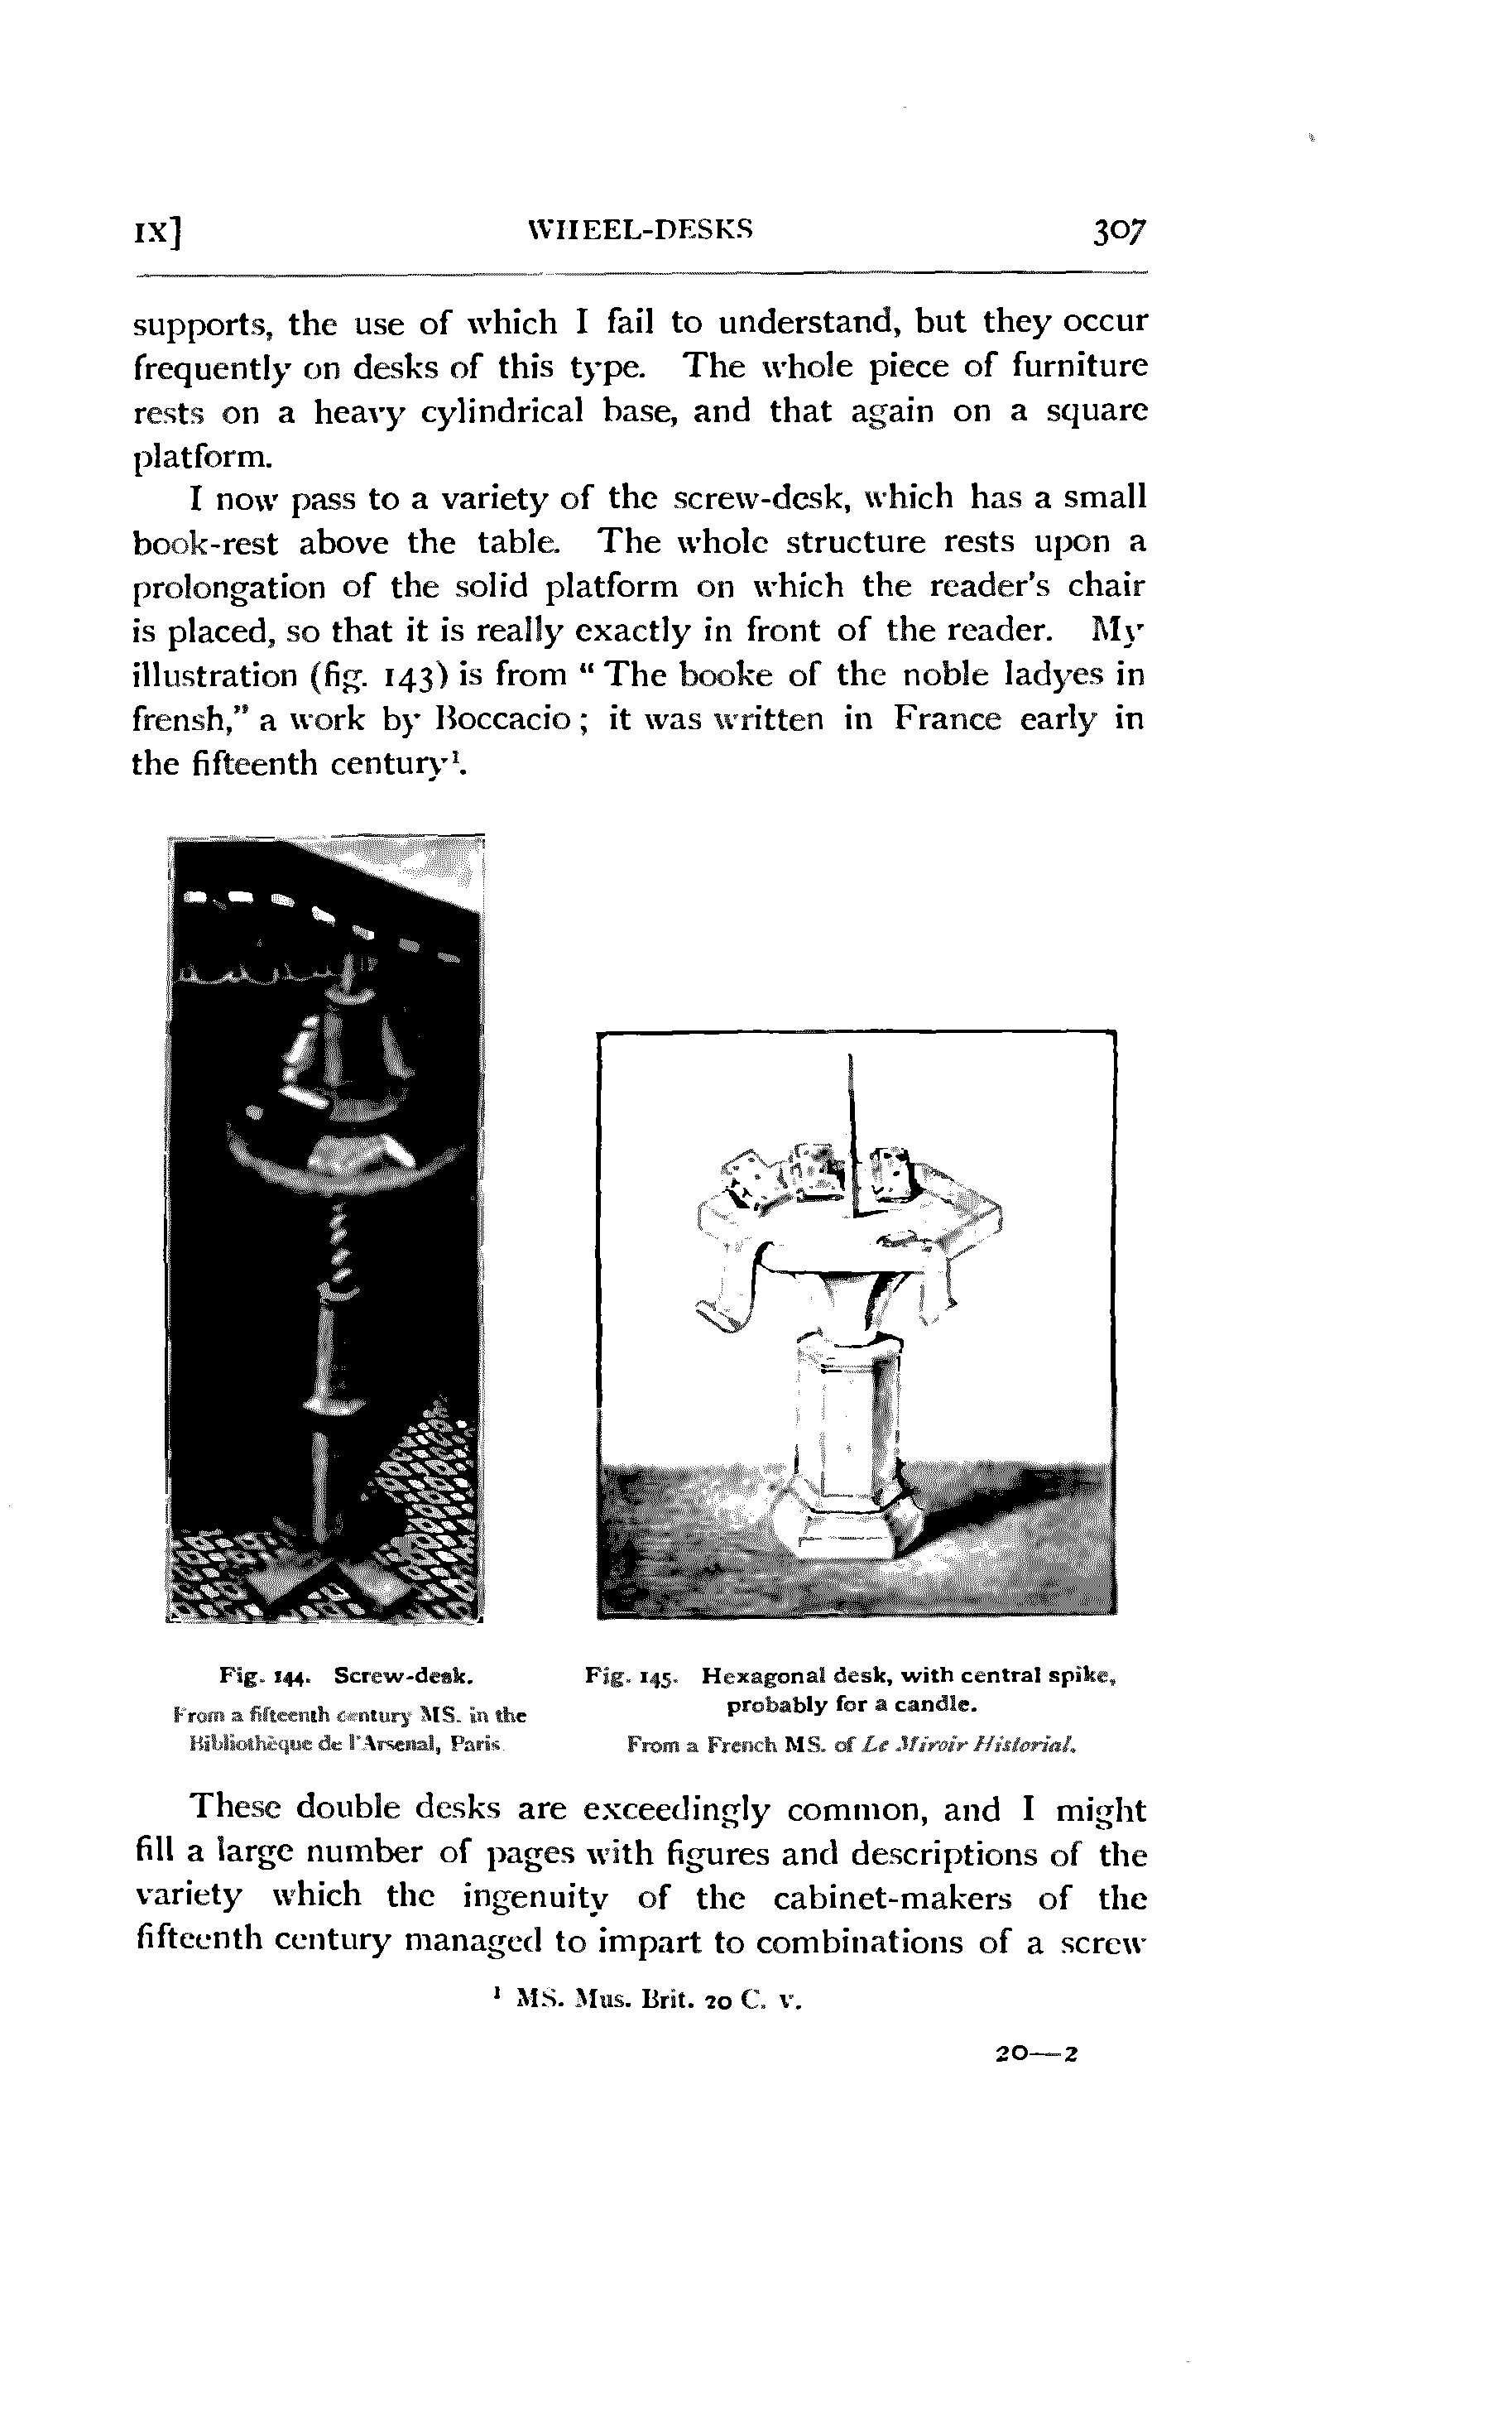 IX] WHEEL-DESKS 307
supports, the use of which I fail to understand, but they occur
frequently on desks of this type. The whole piece of furniture
rests on a heavy cylindrical base, and that again on a square
platform.
I now pass to a variety of the screw-desk, which has a small
book-rest above the table. The whole structure rests upon a
prolongation of the solid platform on which the reader's chair
is placed, so that it is really exactly in front of the reader. My
illustration (fig. 143) is from “The booke of the noble ladyes in
frensh,” a work by Boccacio; it was written in France early in
the fifteenth century¹.
Fig. 144. Screw-desk.
From a fifteenth century MS. in the
Bibliothèque de l'Arsenal, Paris.
Fig. 145. Hexagonal desk, with central spike,
probably for a candle.
From a French MS. of Le Miroir Historial.
These double desks are exceedingly common, and I might
fill a large number of pages with figures and descriptions of the
variety which the ingenuity of the cabinet-makers of the
fifteenth century managed to impart to combinations of a screw
¹ MS. Mus. Brit. 20 C. v.
20—2